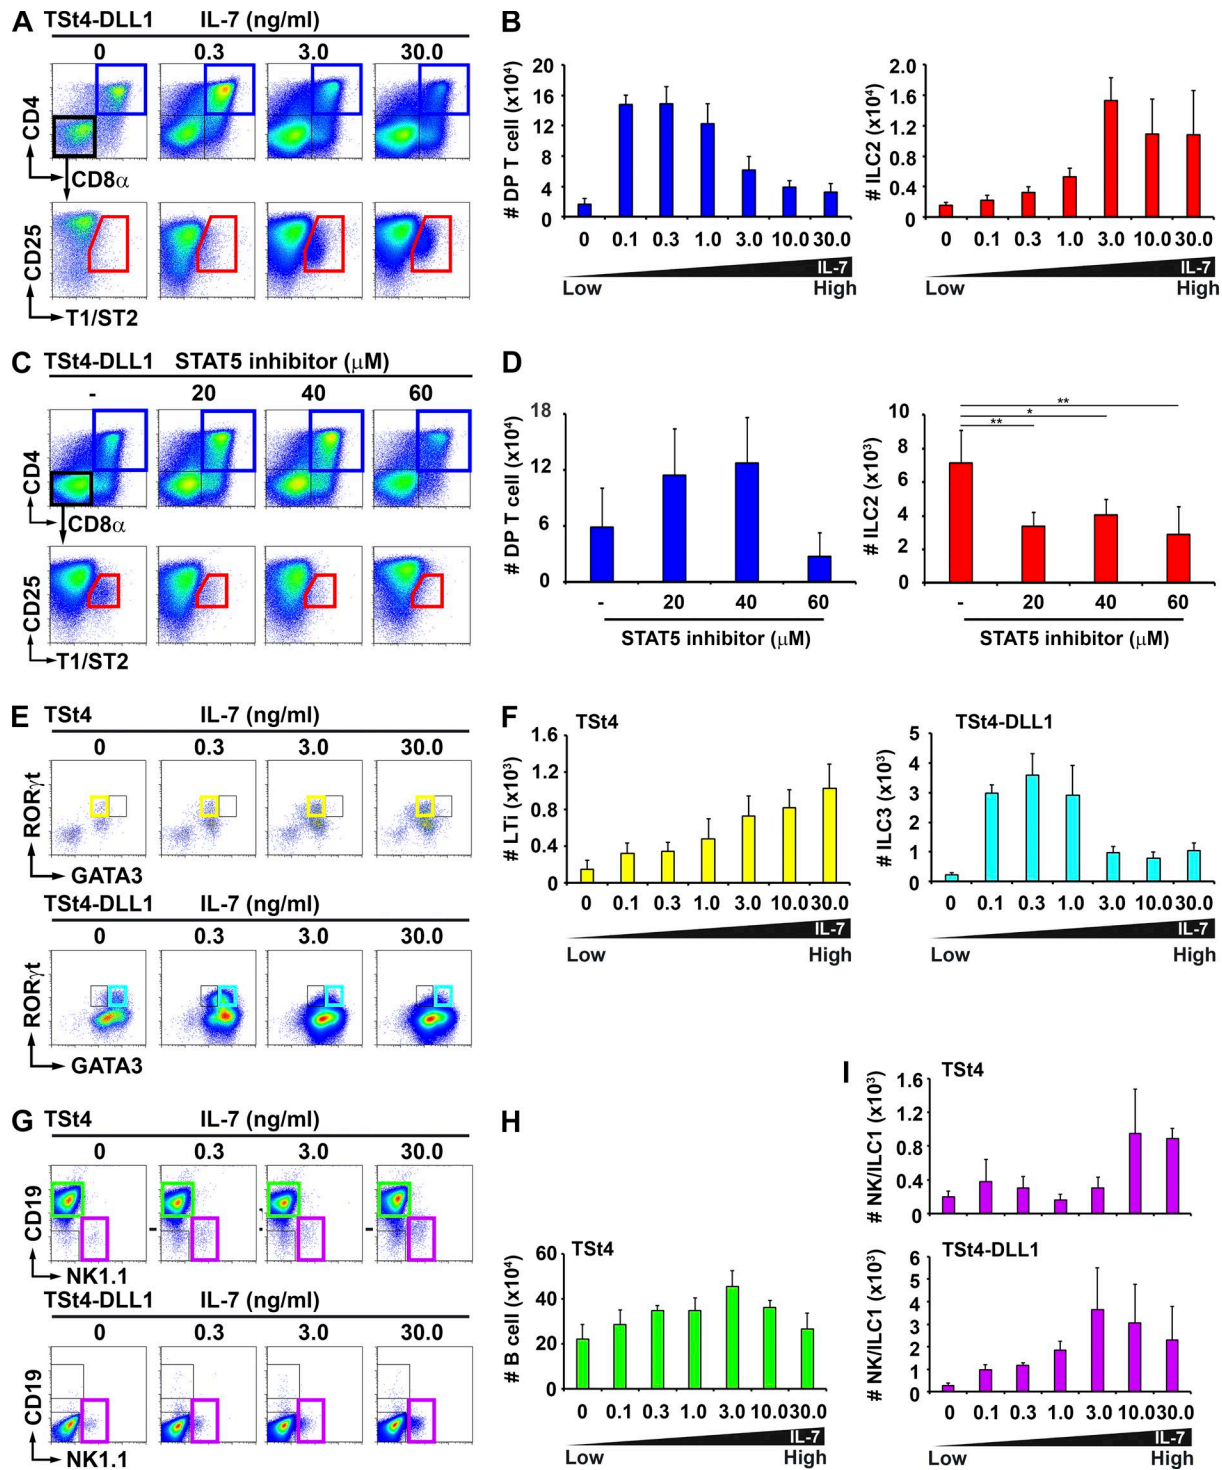 A TSt4-DLL1 IL-7 (ng/ml)
0 0.3 3.0 30.0
CD4
CD8α
CD25
T1/ST2
B
# DP T cell (x10⁴)
20
16
12
8
4
0
0 0.1 0.3 1.0 3.0 10.0 30.0
IL-7
Low High
# ILC2 (x10⁴)
2.0
1.6
1.2
0.8
0.4
0
0 0.1 0.3 1.0 3.0 10.0 30.0
IL-7
Low High
C TSt4-DLL1 STAT5 inhibitor (μM)
- 20 40 60
CD4
CD8α
CD25
T1/ST2
D
# DP T cell (x10⁴)
18
12
6
0
- 20 40 60
STAT5 inhibitor (μM)
# ILC2 (x10³)
10
8
6
4
2
0
**
*
**
- 20 40 60
STAT5 inhibitor (μM)
E TSt4 IL-7 (ng/ml)
0 0.3 3.0 30.0
RORγt
GATA3
TSt4-DLL1 IL-7 (ng/ml)
0 0.3 3.0 30.0
RORγt
GATA3
F TSt4
# LTi (x10³)
1.6
1.2
0.8
0.4
0
0 0.1 0.3 1.0 3.0 10.0 30.0
IL-7
Low High
TSt4-DLL1
# ILC3 (x10³)
5
4
3
2
1
0
0 0.1 0.3 1.0 3.0 10.0 30.0
IL-7
Low High
G TSt4 IL-7 (ng/ml)
0 0.3 3.0 30.0
CD19
NK1.1
TSt4-DLL1 IL-7 (ng/ml)
0 0.3 3.0 30.0
CD19
NK1.1
H
TSt4
# B cell (x10⁴)
60
40
20
0
0 0.1 0.3 1.0 3.0 10.0 30.0
IL-7
Low High
I TSt4
# NK/ILC1 (x10³)
1.6
1.2
0.8
0.4
0
TSt4-DLL1
# NK/ILC1 (x10³)
6
5
4
3
2
1
0
0 0.1 0.3 1.0 3.0 10.0 30.0
IL-7
Low High